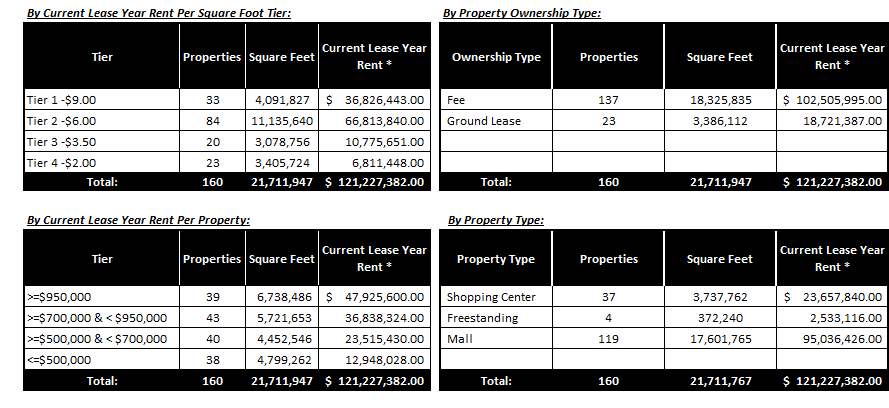 By Current Lease Year Rent Per Square Foot Tier:
Tier Properties Square Feet Current Lease Year Rent *
Tier 1 -$9.00 33 4,091,827 $ 36,826,443.00
Tier 2 -$6.00 84 11,135,640 66,813,840.00
Tier 3 -$3.50 20 3,078,756 10,775,651.00
Tier 4 -$2.00 23 3,405,724 6,811,448.00
Total: 160 21,711,947 $ 121,227,382.00
By Property Ownership Type:
Ownership Type Properties Square Feet Current Lease Year Rent *
Fee 137 18,325,835 $ 102,505,995.00
Ground Lease 23 3,386,112 18,721,387.00
Total: 160 21,711,947 $ 121,227,382.00
By Current Lease Year Rent Per Property:
Tier Properties Square Feet Current Lease Year Rent *
>=$950,000 39 6,738,486 $ 47,925,600.00
>=$700,000 & < $950,000 43 5,721,653 36,838,324.00
>=$500,000 & < $700,000 40 4,452,546 23,515,430.00
<=$500,000 38 4,799,262 12,948,028.00
Total: 160 21,711,947 $ 121,227,382.00
By Property Type:
Property Type Properties Square Feet Current Lease Year Rent *
Shopping Center 37 3,737,762 $ 23,657,840.00
Freestanding 4 372,240 2,533,116.00
Mall 119 17,601,765 95,036,426.00
Total: 160 21,711,767 $ 121,227,382.00